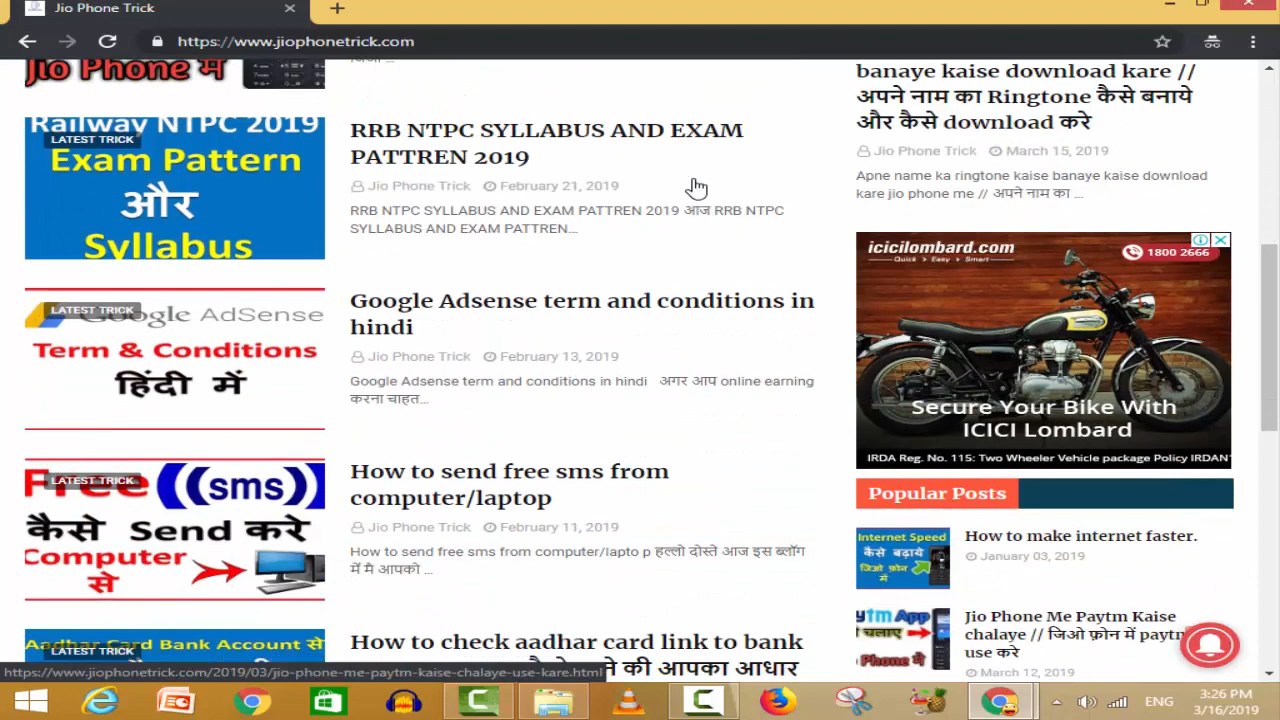 Jio Phone Trick
https://www.jiophonetrick.com
Jio Phone में
Railway NTPC 2019
LATEST TRICK
Exam Pattern
और
Syllabus
RRB NTPC SYLLABUS AND EXAM
PATTREN 2019
Jio Phone Trick February 21, 2019
RRB NTPC SYLLABUS AND EXAM PATTREN 2019 आज RRB NTPC
SYLLABUS AND EXAM PATTREN...
LATEST TRICK
Google AdSense
Term & Conditions
हिंदी में
Google Adsense term and conditions in
hindi
Jio Phone Trick February 13, 2019
Google Adsense term and conditions in hindi अगर आप online earning
करना चाहत...
LATEST TRICK
Free (sms)
कैसे Send करे
Computer
से
How to send free sms from
computer/laptop
Jio Phone Trick February 11, 2019
How to send free sms from computer/lapto p हल्लो दोस्ते आज इस ब्लॉग
में मै आपको ...
Aadhar Card Bank Account से
LATEST TRICK
How to check aadhar card link to bank
ने की आपका आधार
banaye kaise download kare //
अपने नाम का Ringtone कैसे बनाये
और कैसे download करे
Jio Phone Trick March 15, 2019
Apne name ka ringtone kaise banaye kaise download
kare jio phone me // अपने नाम का ...
icicilombard.com
Quick Easy Smart
1800 2666
Secure Your Bike With
ICICI Lombard
IRDA Reg. No. 115: Two Wheeler Vehicle package Policy IRDAN1
Popular Posts
Internet Speed
कैसे बढ़ाये
जिओ फ़ोन
में
How to make internet faster.
January 03, 2019
ytm App
चलाए
Phone में
Jio Phone Me Paytm Kaise
chalaye // जिओ फ़ोन में paytm
use करे
March 12, 2019
https://www.jiophonetrick.com/2019/03/jio-phone-me-paytm-kaise-chalaye-use-kare.html
ENG
3:26 PM
3/16/2019